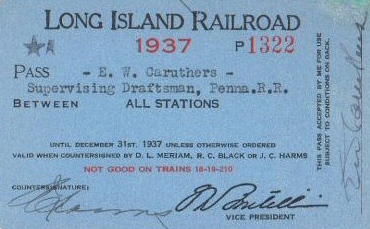 LONG ISLAND RAILROAD
1937 P1322
PASS - E. W. Caruthers -
Supervising Draftsman, Penna.R.R.
BETWEEN ALL STATIONS
UNTIL DECEMBER 31ST. 1937 UNLESS OTHERWISE ORDERED
VALID WHEN COUNTERSIGNED BY D. L. MERIAM, R. C. BLACK OR J. C. HARMS
NOT GOOD ON TRAINS 18-19-210
COUNTERSIGNATURE:
JC Harms
VICE PRESIDENT
THIS PASS ACCEPTED BY ME FOR USE
SUBJECT TO CONDITIONS ON BACK.